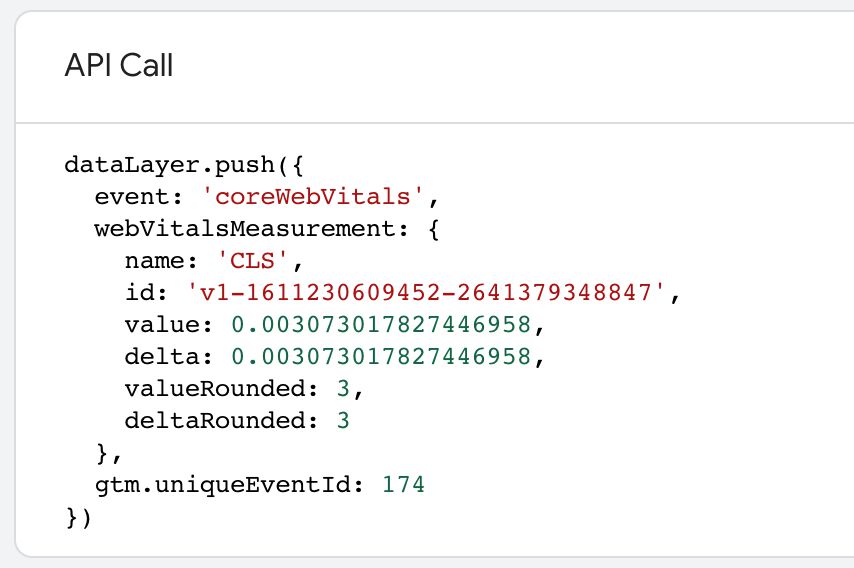 API Call
dataLayer.push({
  event: 'coreWebVitals',
  webVitalsMeasurement: {
    name: 'CLS',
    id: 'v1-1611230609452-2641379348847',
    value: 0.003073017827446958,
    delta: 0.003073017827446958,
    valueRounded: 3,
    deltaRounded: 3
  },
  gtm.uniqueEventId: 174
})